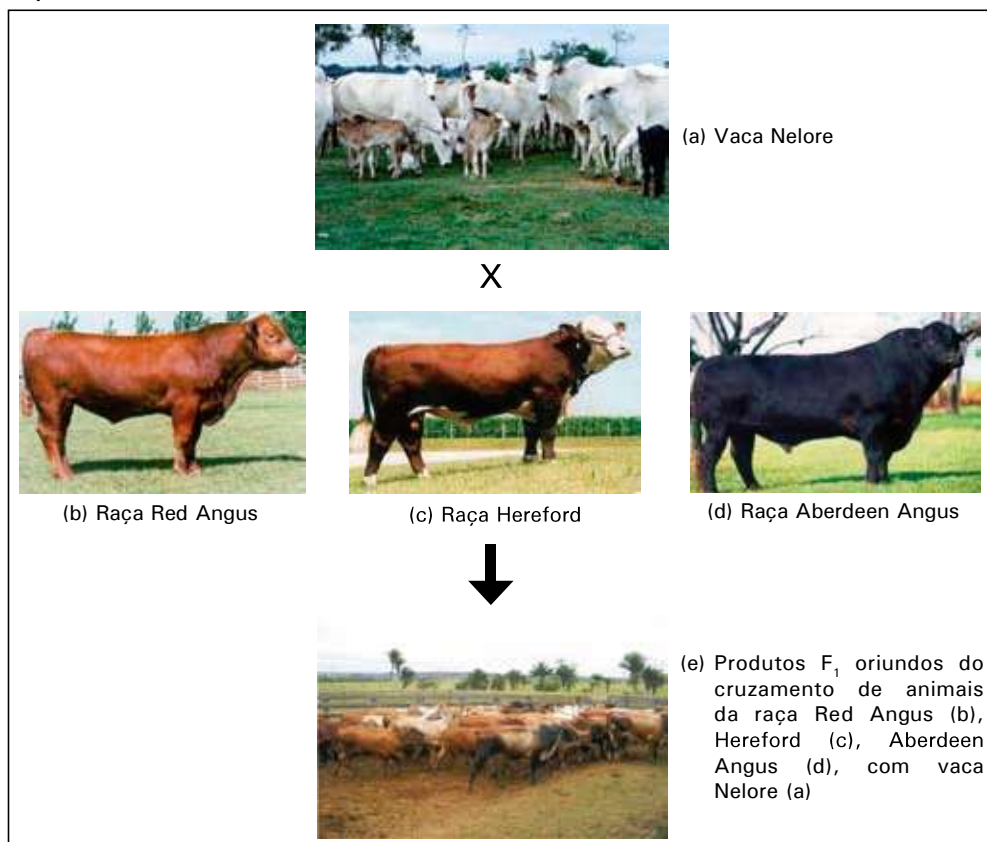 (a) Vaca Nelore
X
(b) Raça Red Angus
(c) Raça Hereford
(d) Raça Aberdeen Angus
(e) Produtos F₁ oriundos do
cruzamento de animais
da raça Red Angus (b),
Hereford (c), Aberdeen
Angus (d), com vaca
Nelore (a)